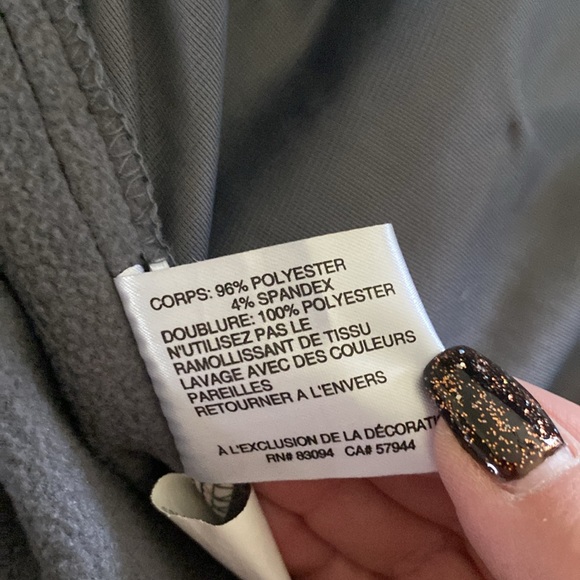 CORPS: 96% POLYESTER
4% SPANDEX
DOUBLURE: 100% POLYESTER
N'UTILISEZ PAS LE
RAMOLLISSANT DE TISSU
LAVAGE AVEC DES COULEURS
PAREILLES
RETOURNER A L'ENVERS
À L'EXCLUSION DE LA
RN# 83094 CA# 57944